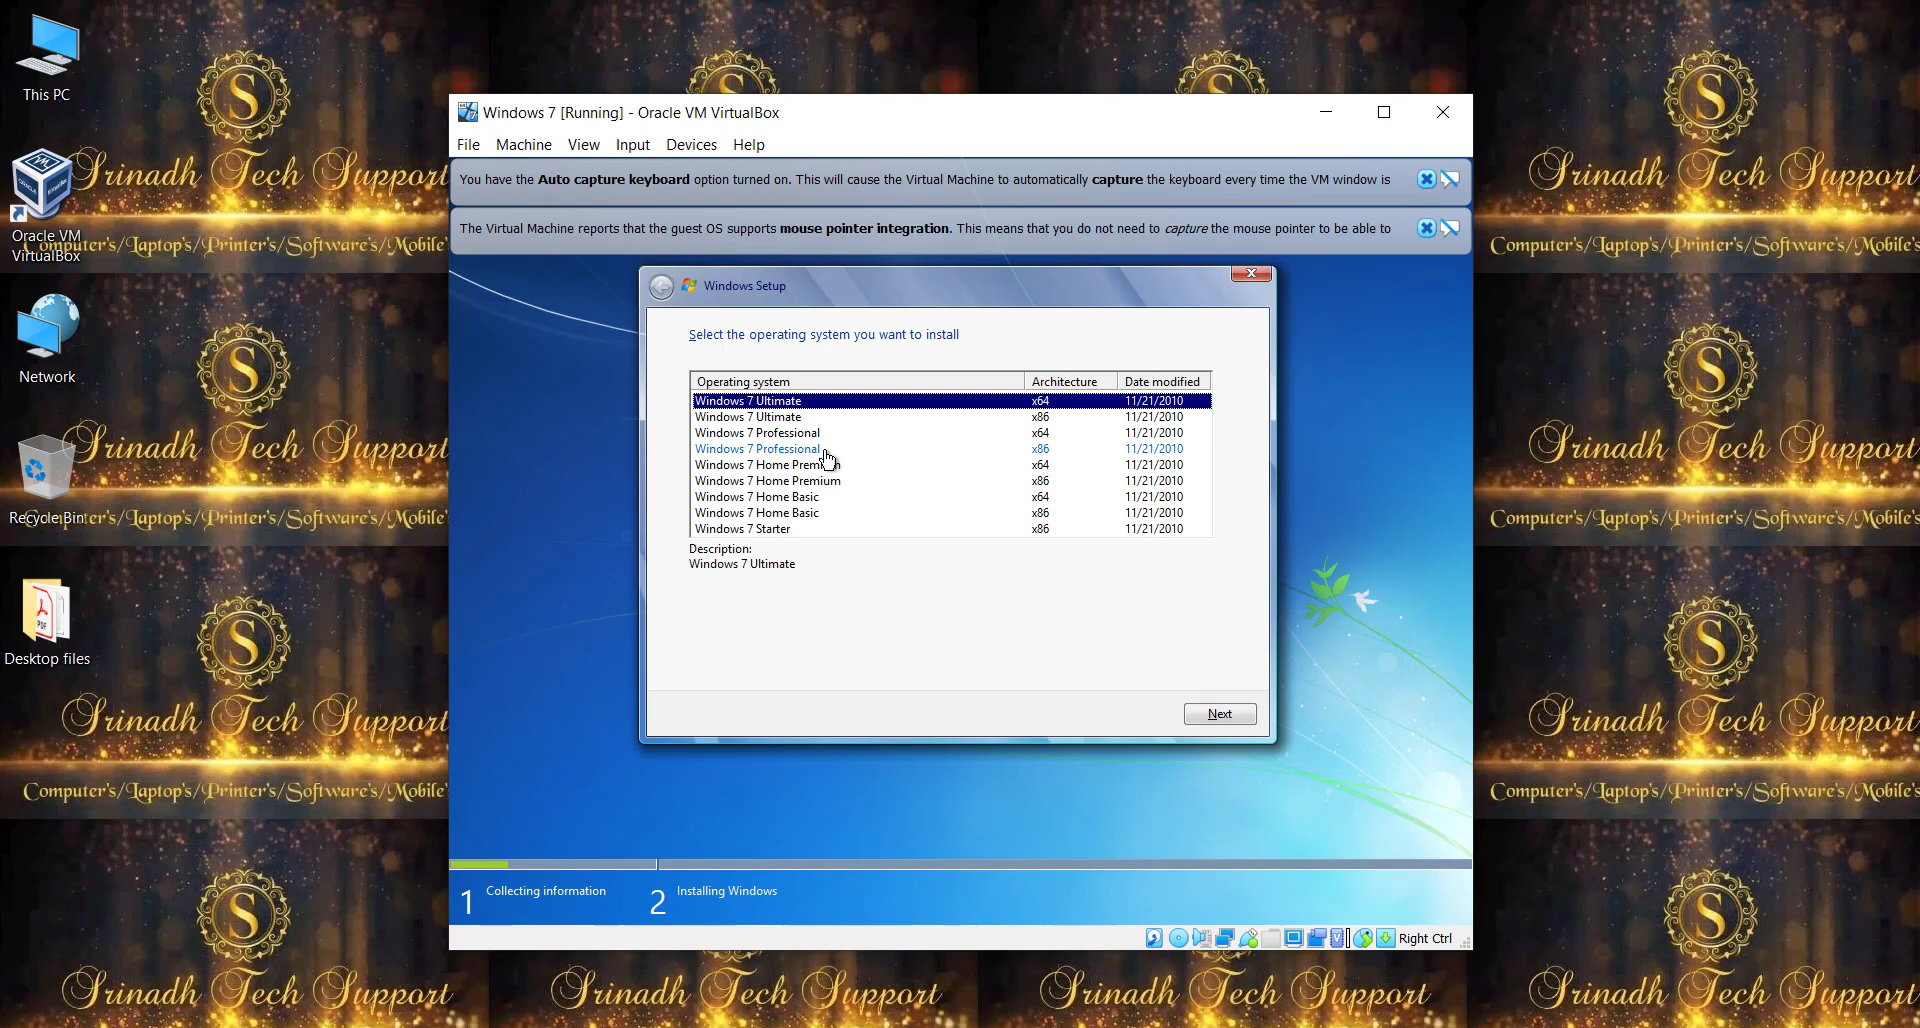 This PC
Oracle VM
VirtualBox
Network
Recycle Bin
Desktop files
S
Srinadh Tech Support
Computer's/Laptop's/Printer's/Software's/Mobile's
Windows 7 [Running] - Oracle VM VirtualBox
File Machine View Input Devices Help
You have the Auto capture keyboard option turned on. This will cause the Virtual Machine to automatically capture the keyboard every time the VM window is
The Virtual Machine reports that the guest OS supports mouse pointer integration. This means that you do not need to capture the mouse pointer to be able to
Windows Setup
Select the operating system you want to install
Operating system Architecture Date modified
Windows 7 Ultimate x64 11/21/2010
Windows 7 Ultimate x86 11/21/2010
Windows 7 Professional x64 11/21/2010
Windows 7 Professional x86 11/21/2010
Windows 7 Home Premium x64 11/21/2010
Windows 7 Home Premium x86 11/21/2010
Windows 7 Home Basic x64 11/21/2010
Windows 7 Home Basic x86 11/21/2010
Windows 7 Starter x86 11/21/2010
Description:
Windows 7 Ultimate
Next
1 Collecting information
2 Installing Windows
Right Ctrl